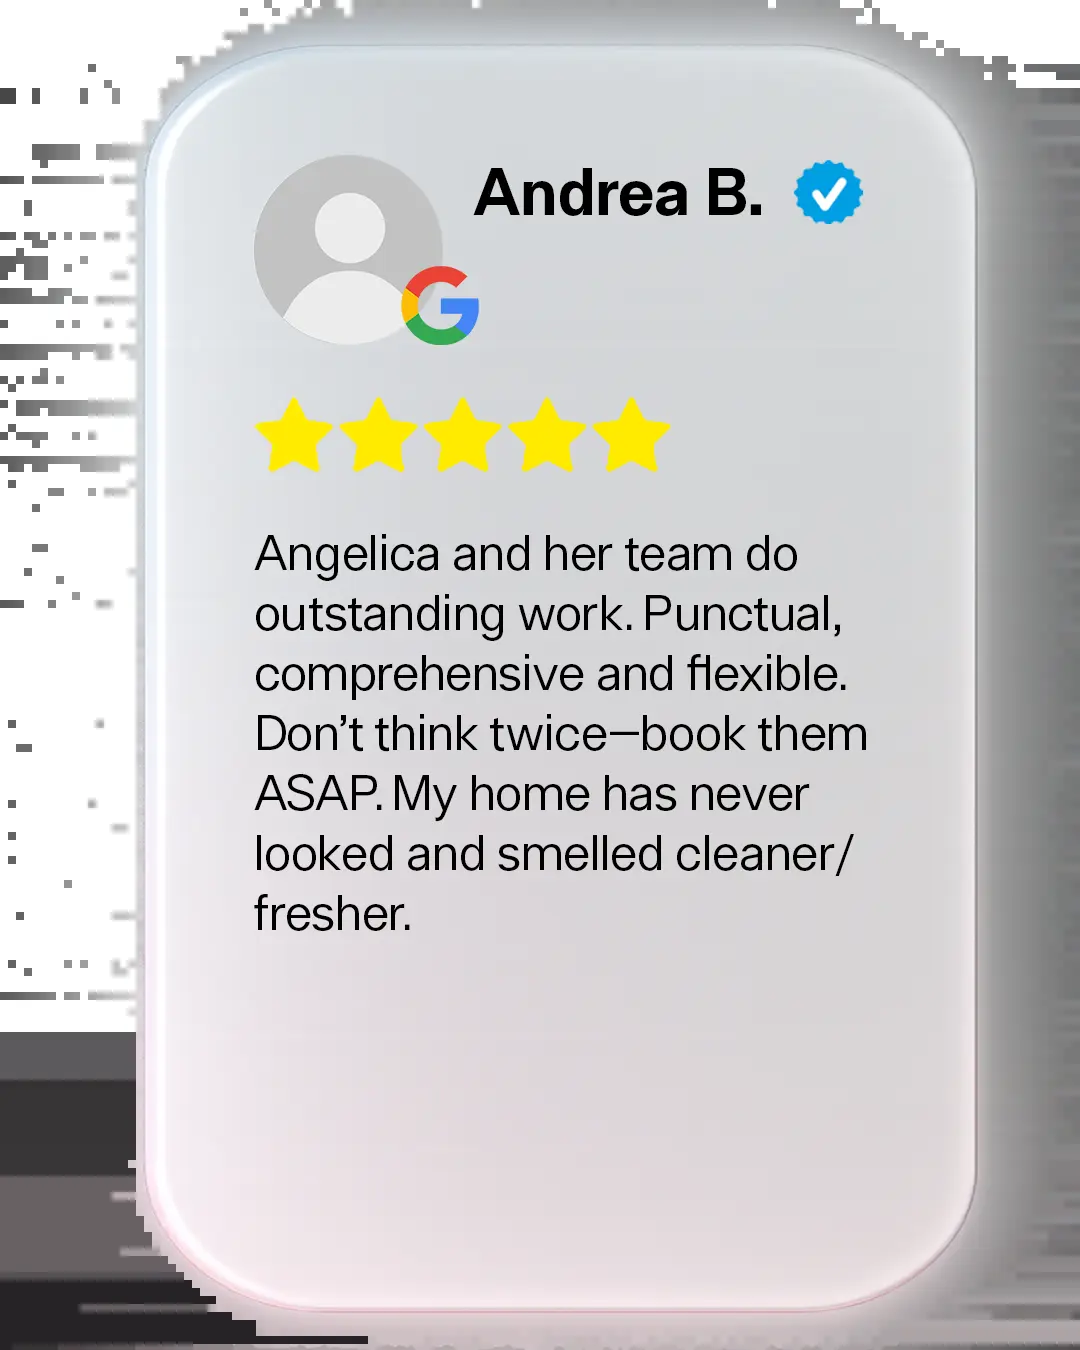 Andrea B.
Angelica and her team do
outstanding work. Punctual,
comprehensive and flexible.
Don’t think twice—book them
ASAP. My home has never
looked and smelled cleaner/
fresher.